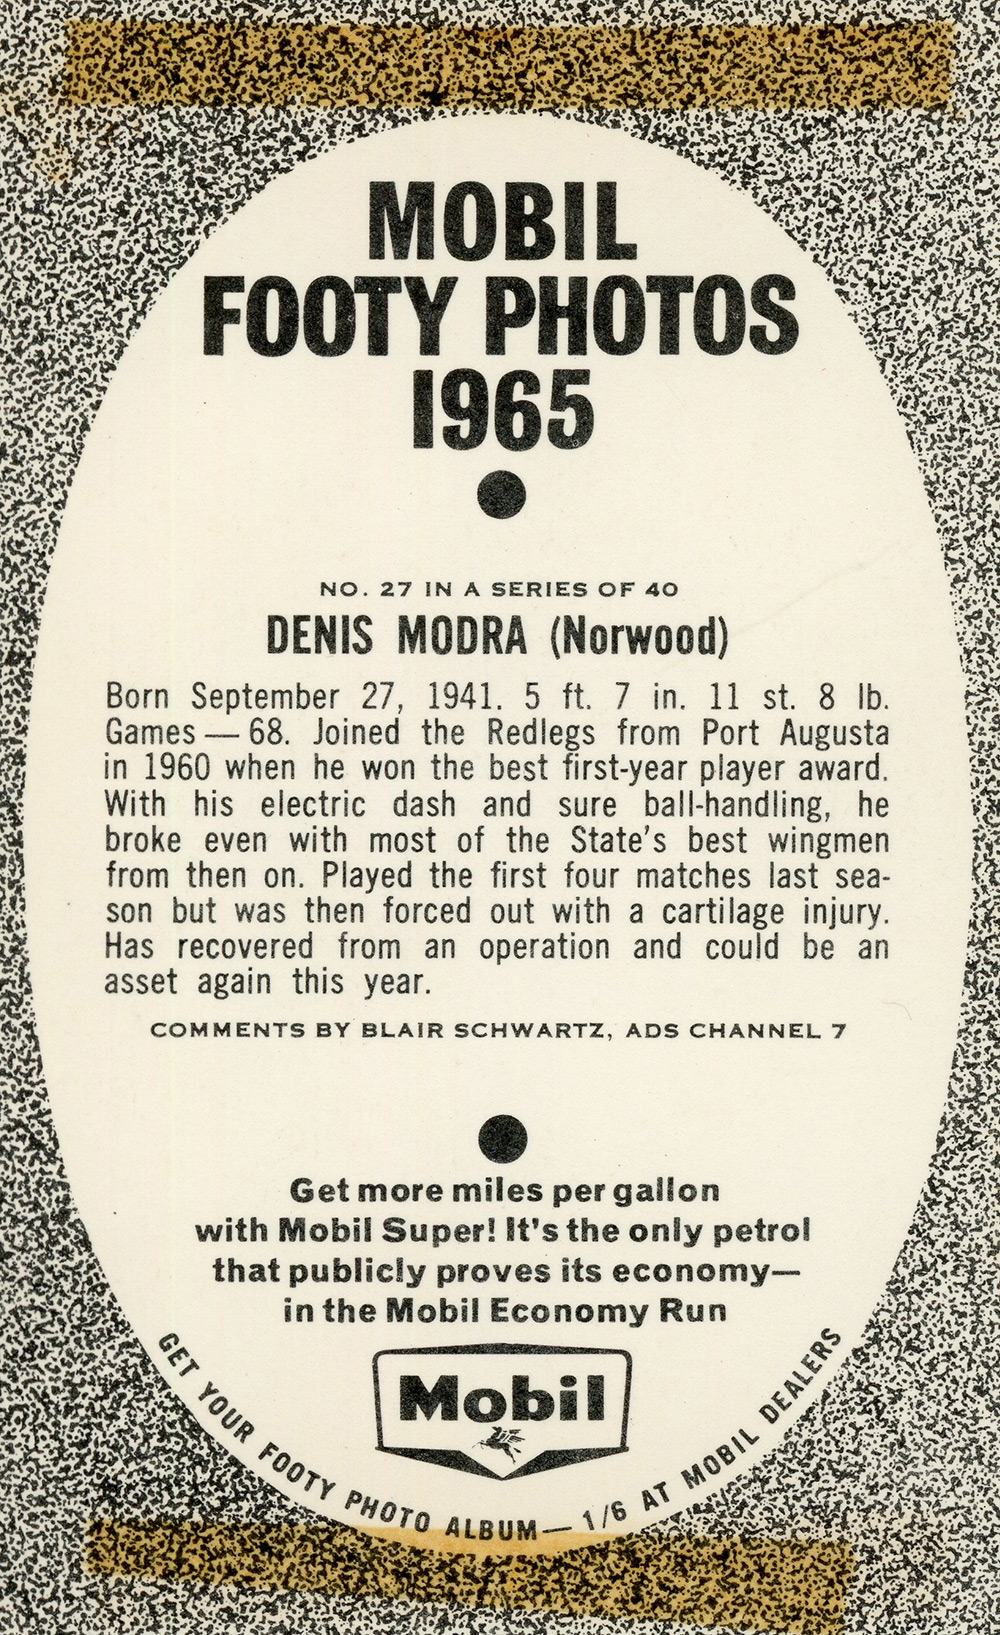 MOBIL
FOOTY PHOTOS
1965
NO. 27 IN A SERIES OF 40
DENIS MODRA (Norwood)
Born September 27, 1941. 5 ft. 7 in. 11 st. 8 lb.
Games — 68. Joined the Redlegs from Port Augusta
in 1960 when he won the best first-year player award.
With his electric dash and sure ball-handling, he
broke even with most of the State's best wingmen
from then on. Played the first four matches last sea-
son but was then forced out with a cartilage injury.
Has recovered from an operation and could be an
asset again this year.
COMMENTS BY BLAIR SCHWARTZ, ADS CHANNEL 7
Get more miles per gallon
with Mobil Super! It's the only petrol
that publicly proves its economy—
in the Mobil Economy Run
Mobil
GET YOUR FOOTY PHOTO ALBUM — 1/6 AT MOBIL DEALERS